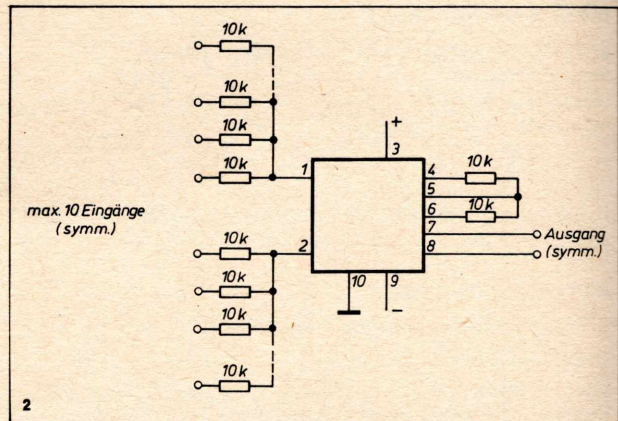 10k
10k
10k
10k
1
max. 10 Eingänge
(symm.)
10k
2
10k
10k
10k
+
3
4
10k
5
6
10k
7
Ausgang
8
(symm.)
10
9
−
2